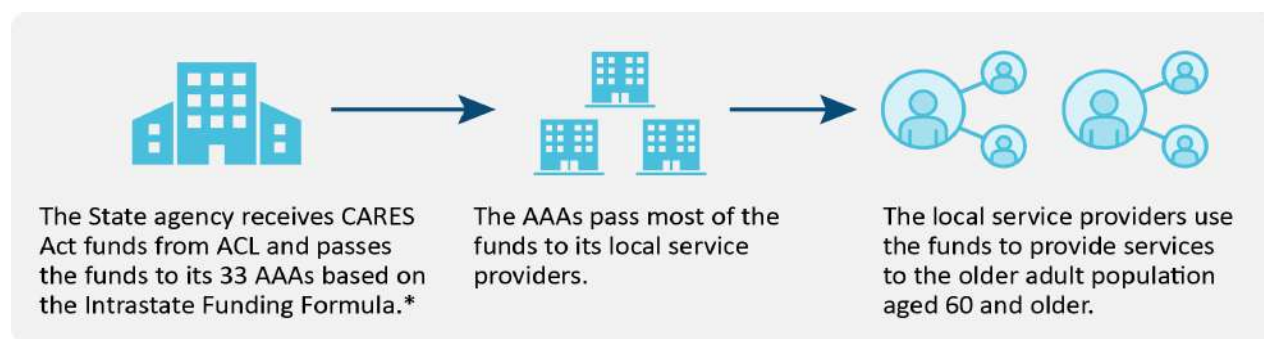 The State agency receives CARES
Act funds from ACL and passes
the funds to its 33 AAAs based on
the Intrastate Funding Formula.*
The AAAs pass most of the
funds to its local service
providers.
The local service providers use
the funds to provide services
to the older adult population
aged 60 and older.